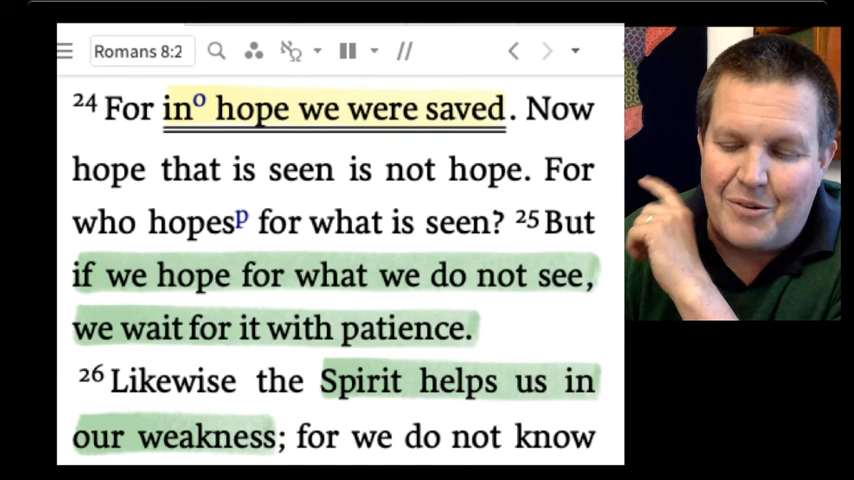 Romans 8:2
24 For in° hope we were saved. Now
hope that is seen is not hope. For
who hopesᵖ for what is seen? 25 But
if we hope for what we do not see,
we wait for it with patience.
26 Likewise the Spirit helps us in
our weakness; for we do not know